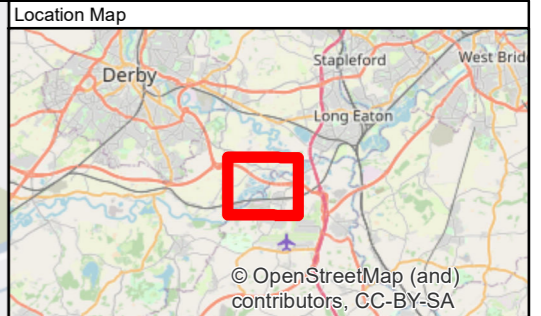 Location Map
Stapleford
West Brid
Derby
Long Eaton
© OpenStreetMap (and)
contributors, CC-BY-SA